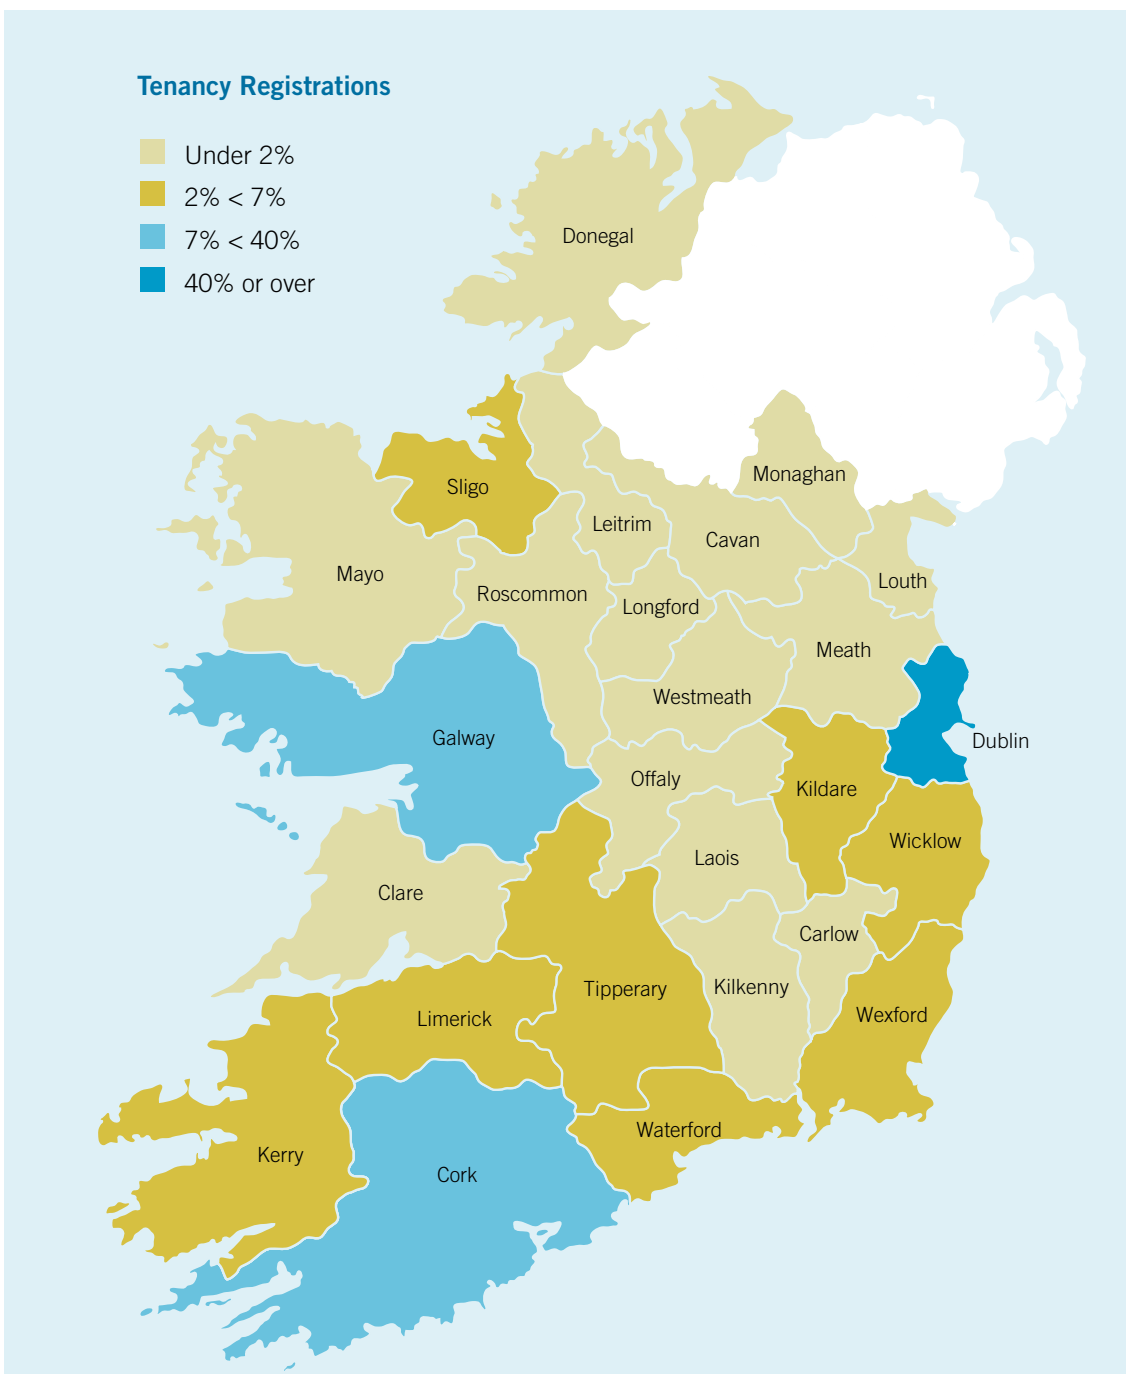 Tenancy Registrations
Under 2%
2% < 7%
7% < 40%
40% or over
Donegal
Monaghan
Sligo
Leitrim
Cavan
Mayo
Louth
Roscommon
Longford
Meath
Westmeath
Galway
Dublin
Offaly
Kildare
Wicklow
Laois
Clare
Carlow
Kilkenny
Tipperary
Wexford
Limerick
Waterford
Kerry
Cork